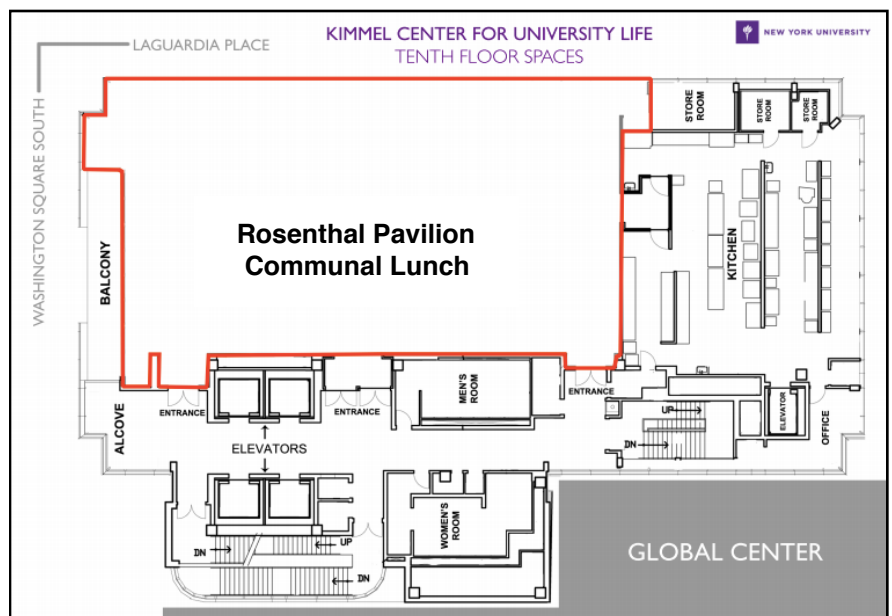 KIMMEL CENTER FOR UNIVERSITY LIFE
TENTH FLOOR SPACES
NEW YORK UNIVERSITY
LAGUARDIA PLACE
WASHINGTON SQUARE SOUTH
STORE
ROOM
STORE
ROOM
STORE
ROOM
Rosenthal Pavilion
Communal Lunch
BALCONY
KITCHEN
ALCOVE
ENTRANCE
ENTRANCE
ENTRANCE
MEN'S
ROOM
ELEVATORS
UP
DN
ELEVATOR
OFFICE
WOMEN'S
ROOM
DN
UP
DN
GLOBAL CENTER